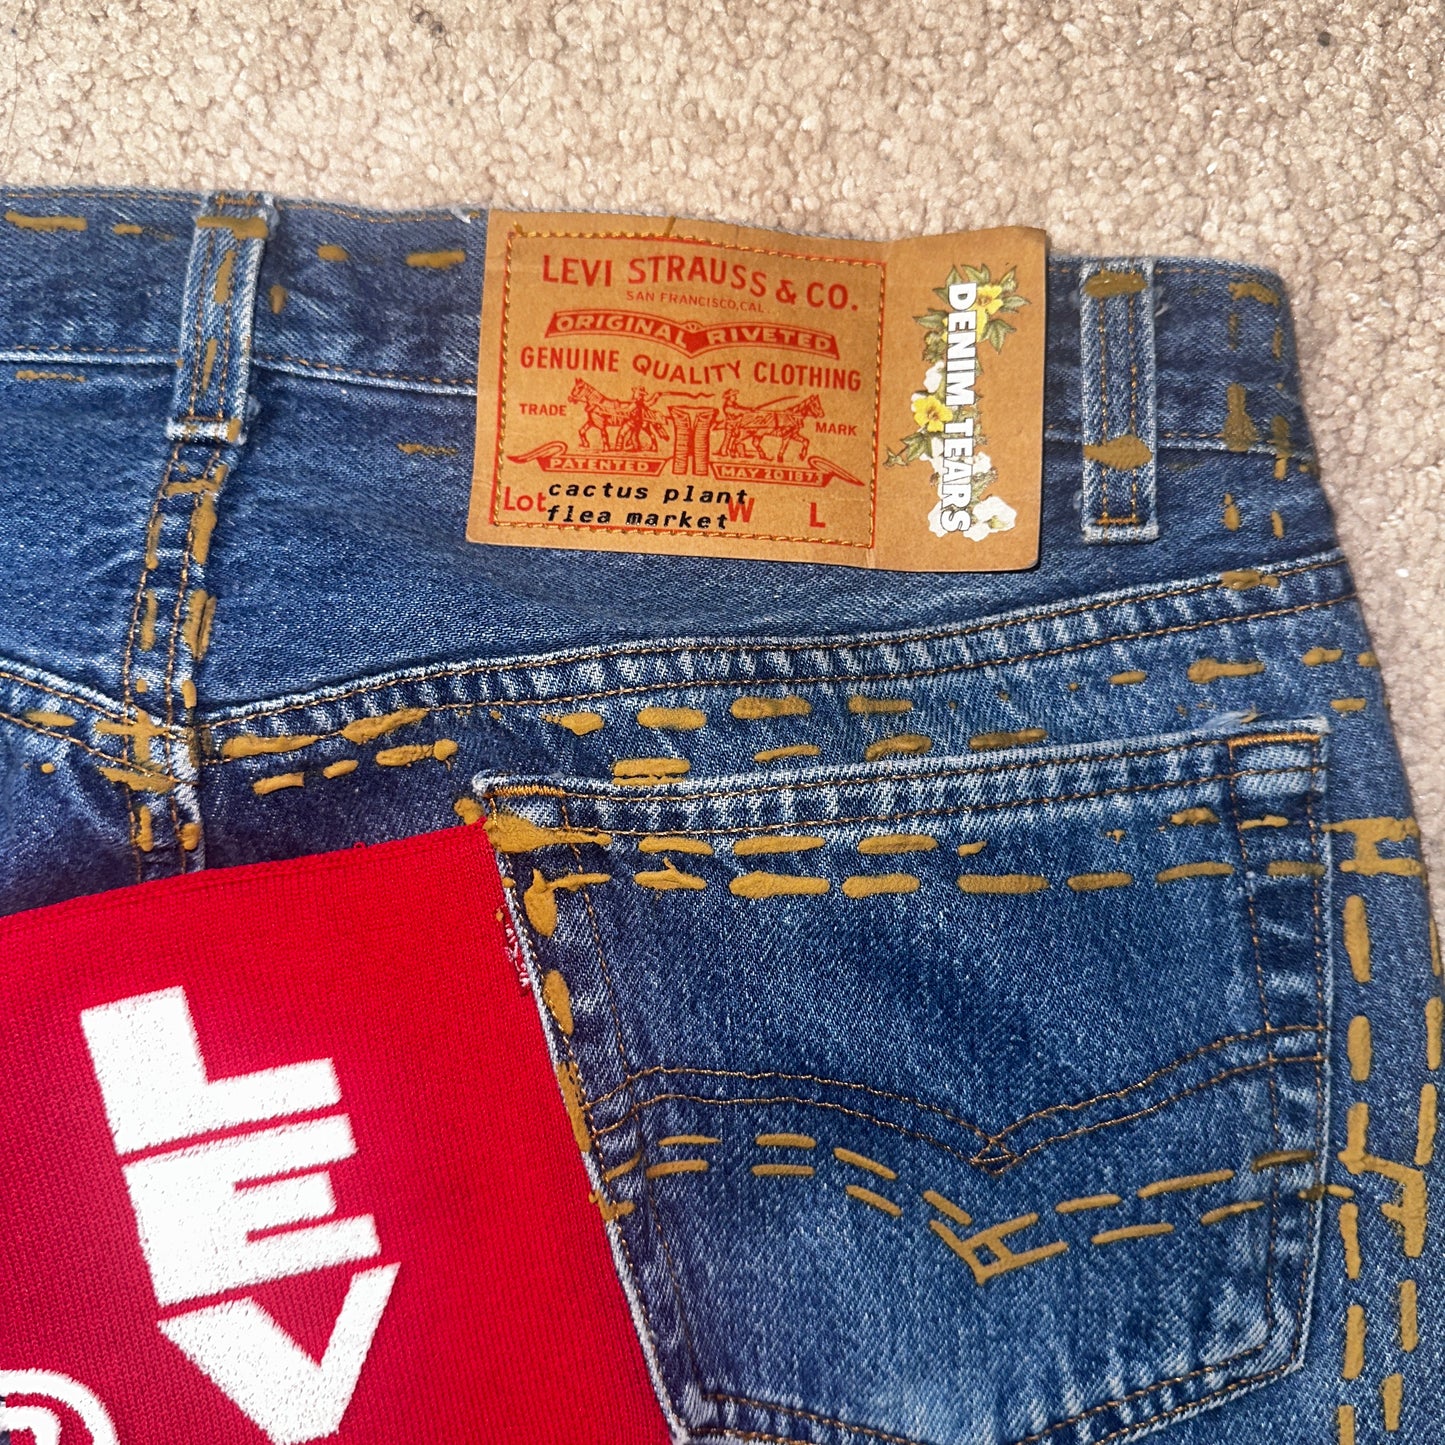 LEVI STRAUSS & CO.
SAN FRANCISCO, CAL.
ORIGINAL RIVETED
GENUINE QUALITY CLOTHING
TRADE MARK
PATENTED MAY 20 1873
cactus plant
Lot flea market W L
DENIM TEARS
LEV